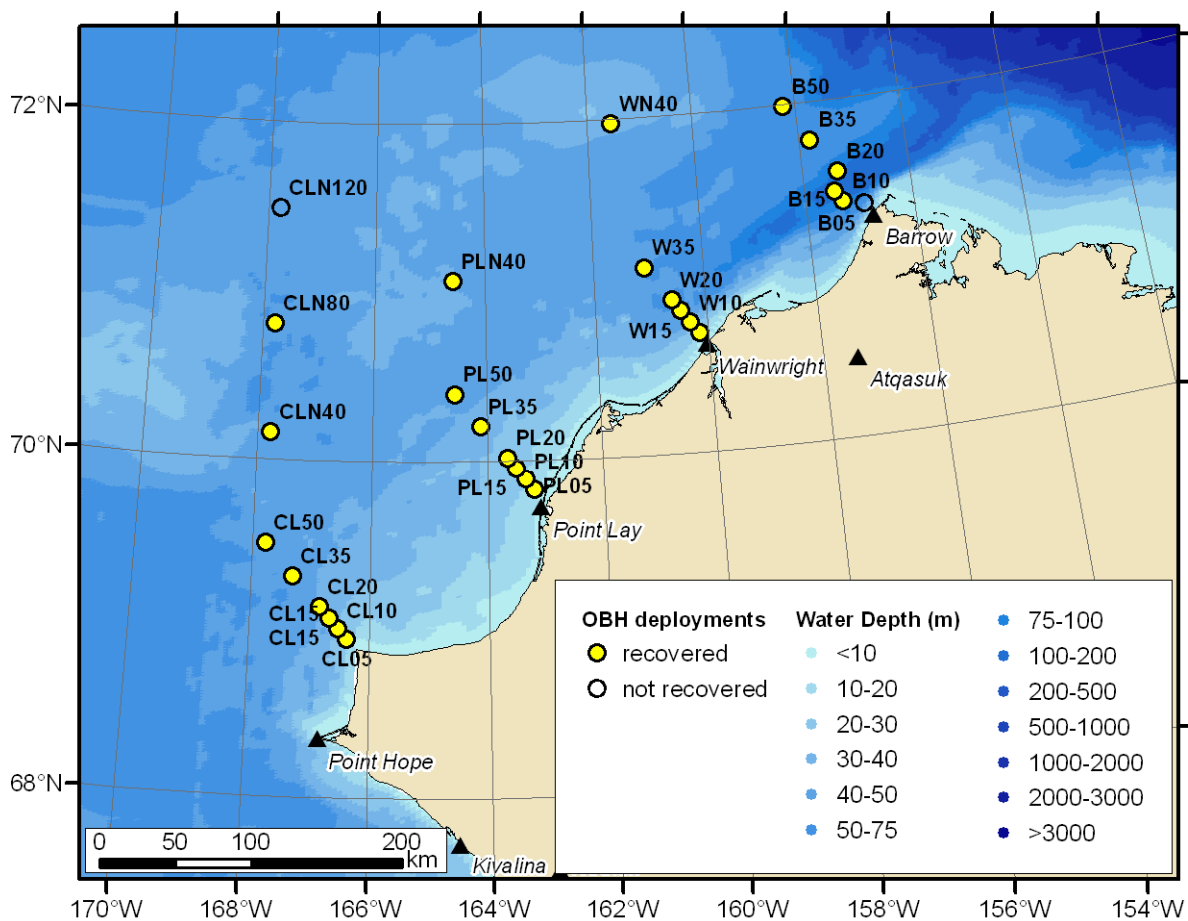 B50
72°N
WN40
B35
B20
CLN120
B10
B15
B05
Barrow
W35
PLN40
W20
CLN80
W10
W15
Wainwright
Atqasuk
PL50
PL35
CLN40
70°N
PL20
PL10
PL15
PL05
CL50
Point Lay
CL35
CL20
CL15
CL10
CL15
CL05
OBH deployments
recovered
not recovered
Water Depth (m)
<10
10-20
20-30
30-40
40-50
50-75
75-100
100-200
200-500
500-1000
1000-2000
2000-3000
>3000
Point Hope
68°N
0 50 100 200
km
Kivalina
170°W 168°W 166°W 164°W 162°W 160°W 158°W 156°W 154°W